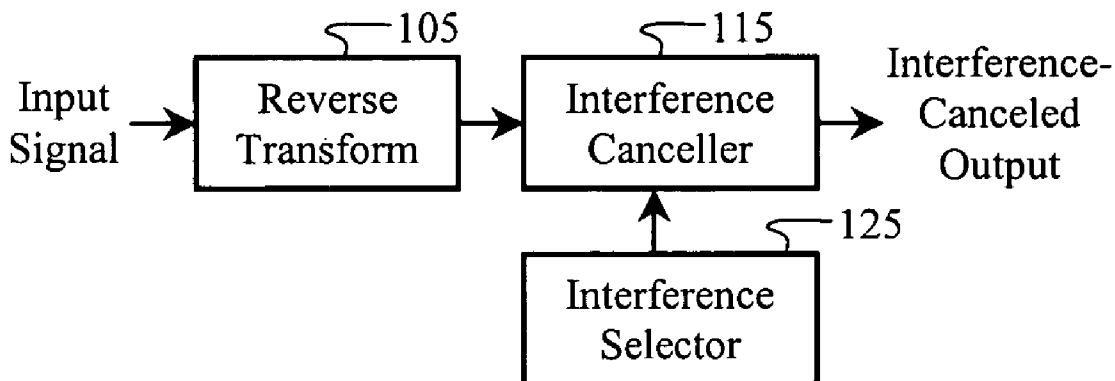 105
115
Input
Signal
Reverse
Transform
Interference
Canceller
Interference-
Canceled
Output
125
Interference
Selector